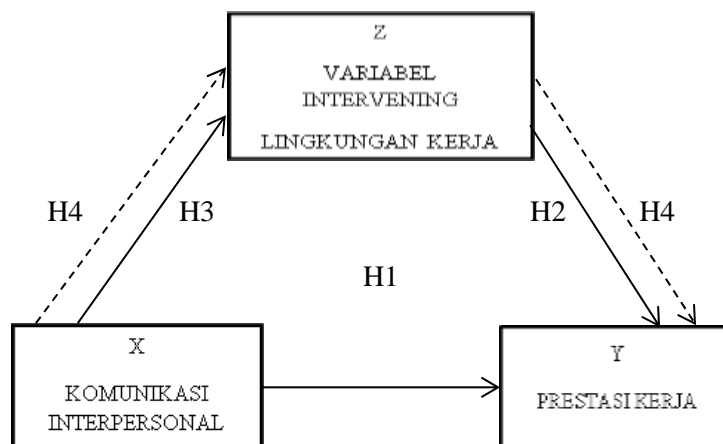 Z
VARIABEL
INTERVENING
LINGKUNGAN KERJA
H4
H3
H2
H4
H1
X
KOMUNIKASI
INTERPERSONAL
Y
PRESTASI KERJA